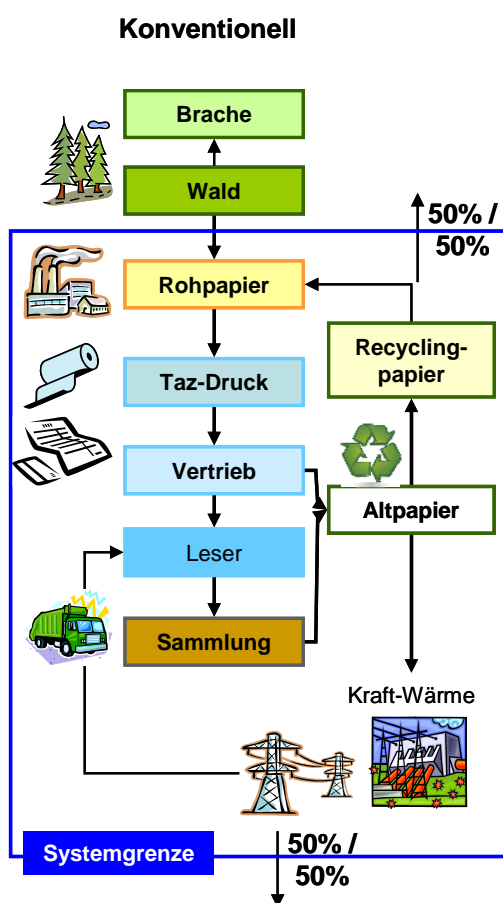 Konventionell
Brache
Wald
50% /
50%
Rohpapier
Recycling-
papier
Taz-Druck
Vertrieb
Altpapier
Leser
Sammlung
Kraft-Wärme
Systemgrenze
50% /
50%